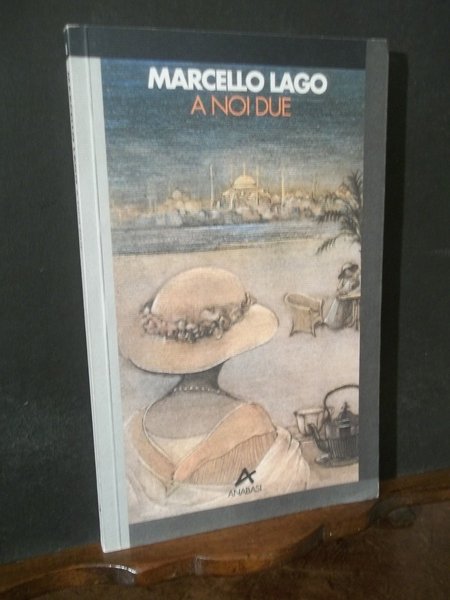 MARCELLO LAGO
A NOI DUE
ANABASI